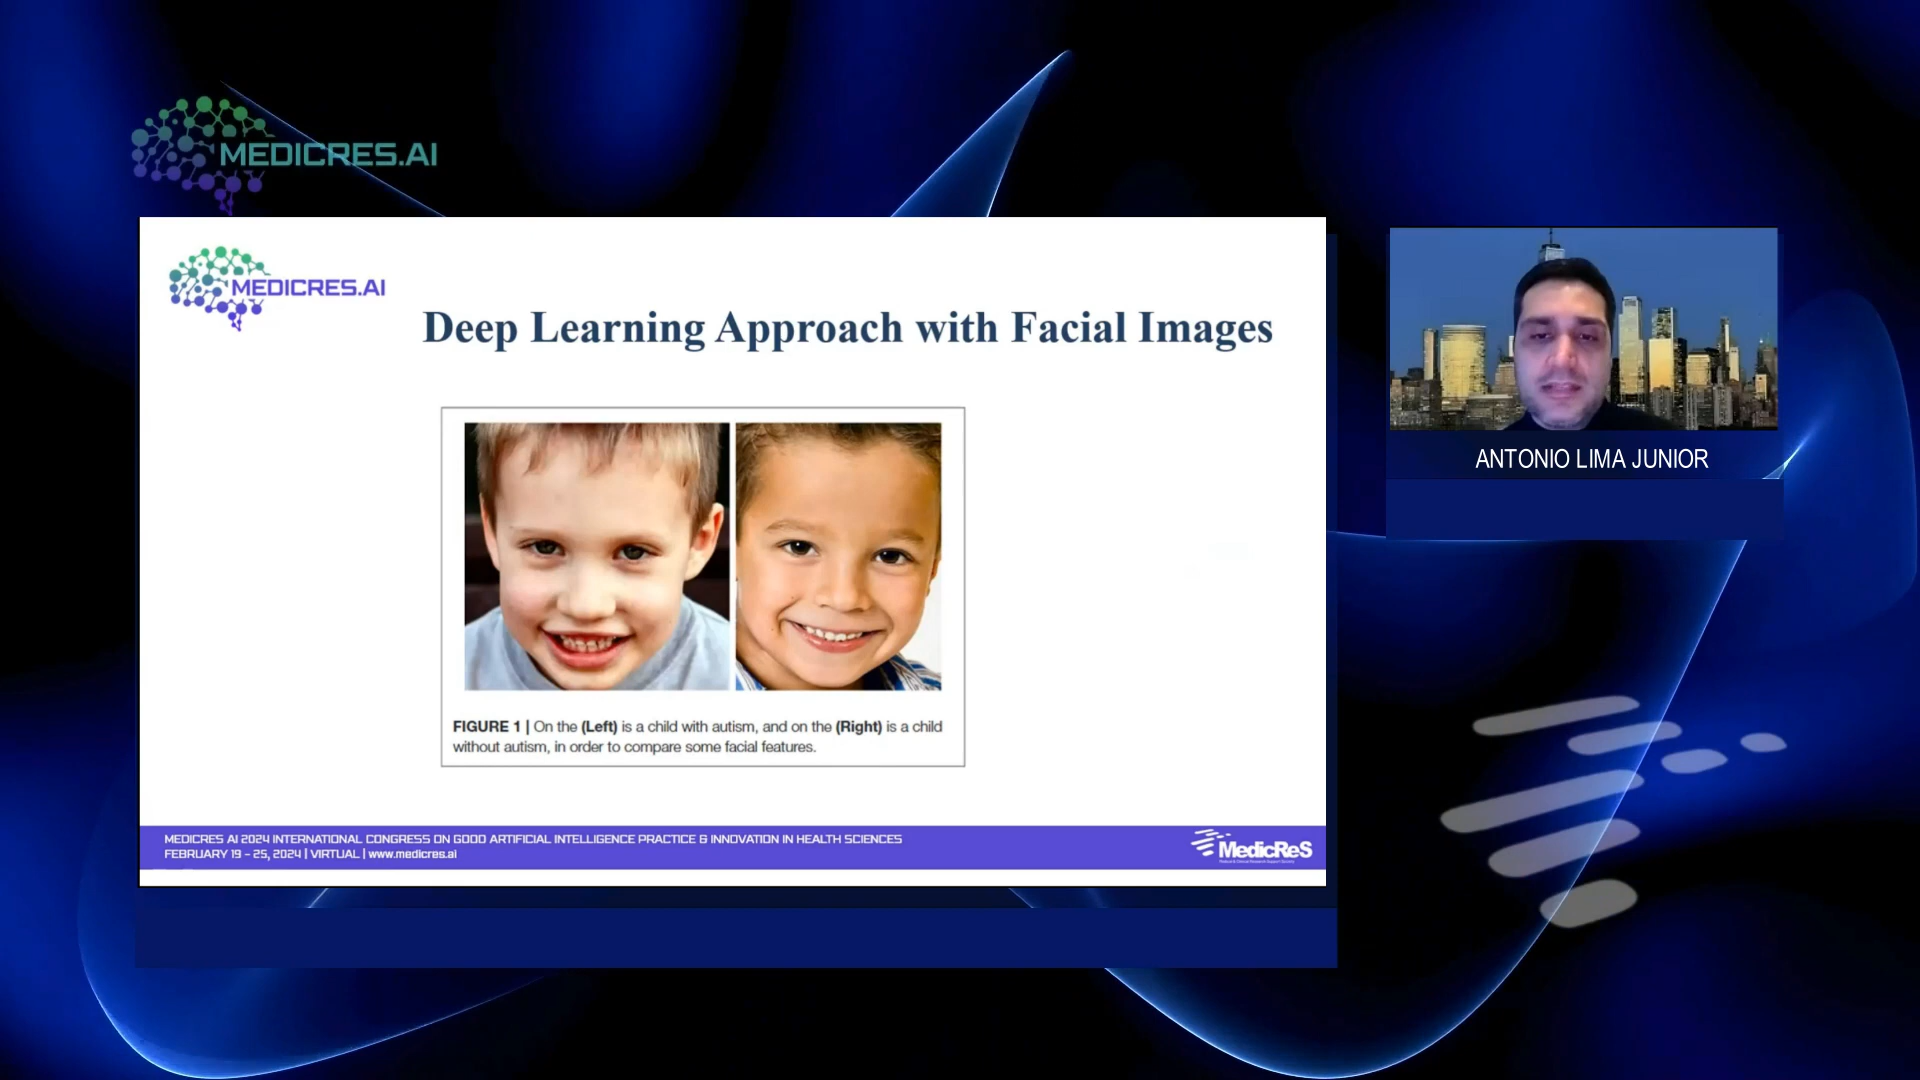 MEDICRES.AI
MEDICRES.AI
Deep Learning Approach with Facial Images
FIGURE 1 | On the (Left) is a child with autism, and on the (Right) is a child
without autism, in order to compare some facial features.
MEDICRES AI 2024 INTERNATIONAL CONGRESS ON GOOD ARTIFICIAL INTELLIGENCE PRACTICE & INNOVATION IN HEALTH SCIENCES
FEBRUARY 19 - 25, 2024 | VIRTUAL | www.medicres.ai
MedicReS
ANTONIO LIMA JUNIOR